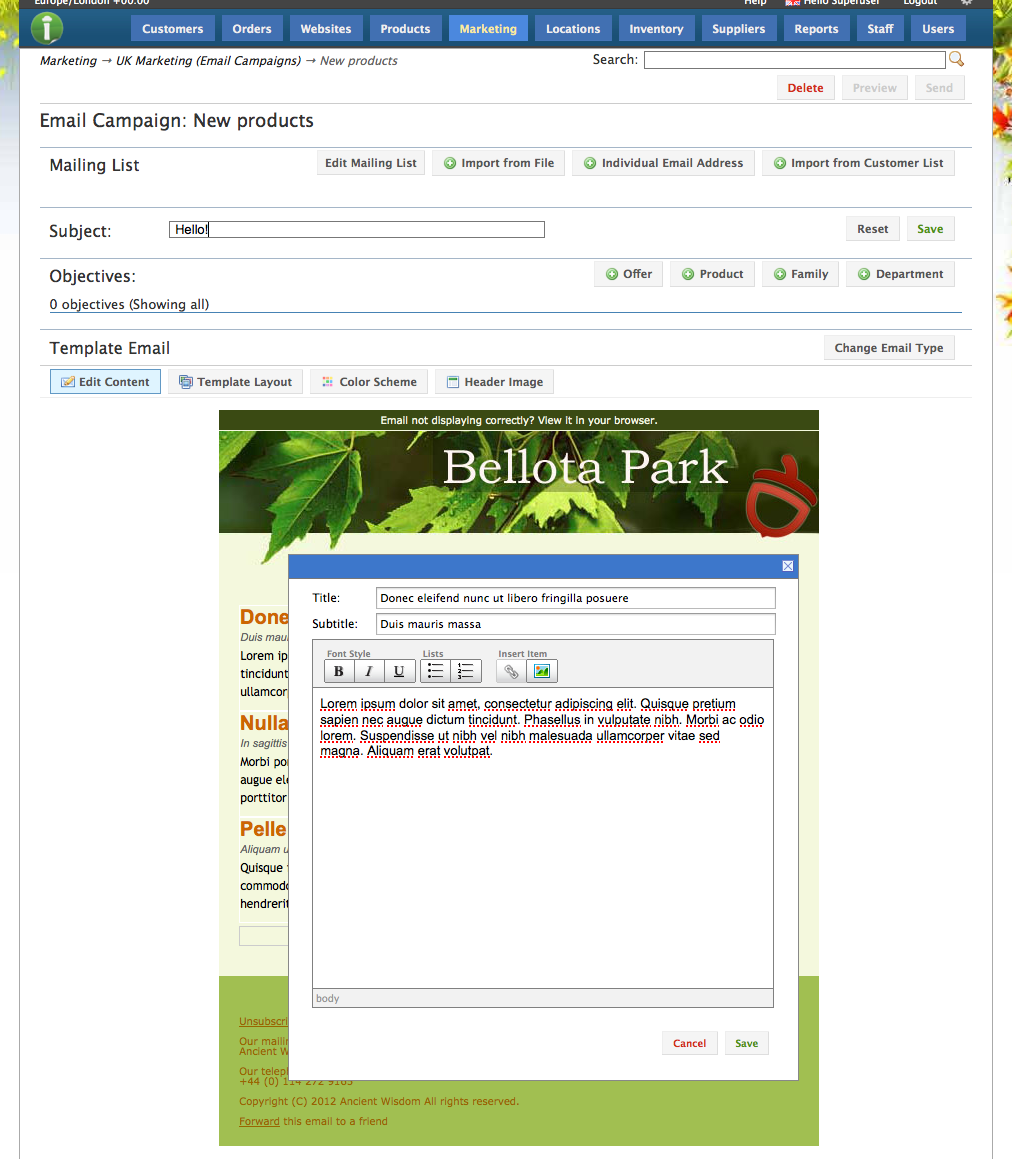 Europe/London +00:00 Help Hello Superuser Logout
Customers Orders Websites Products Marketing Locations Inventory Suppliers Reports Staff Users
Marketing → UK Marketing (Email Campaigns) → New products Search:
Delete Preview Send
Email Campaign: New products
Mailing List Edit Mailing List Import from File Individual Email Address Import from Customer List
Subject: Hello! Reset Save
Objectives: Offer Product Family Department
0 objectives (Showing all)
Template Email Change Email Type
Edit Content Template Layout Color Scheme Header Image
Email not displaying correctly? View it in your browser.
Bellota Park
Title: Donec eleifend nunc ut libero fringilla posuere
Subtitle: Duis mauris massa
Font Style Lists Insert Item
B I U
Lorem ipsum dolor sit amet, consectetur adipiscing elit. Quisque pretium
sapien nec augue dictum tincidunt. Phasellus in vulputate nibh. Morbi ac odio
lorem. Suspendisse ut nibh vel nibh malesuada ullamcorper vitae sed
magna. Aliquam erat volutpat.
body
Cancel Save
Done
Duis mau
Lorem ip
tincidunt
ullamcor
Nulla
In sagittis
Morbi po
augue el
porttitor
Pelle
Aliquam u
Quisque
commod
hendrerit
Unsubscri
Our mailin
Ancient W
Our teleph
+44 (0) 114 272 9165
Copyright (C) 2012 Ancient Wisdom All rights reserved.
Forward this email to a friend